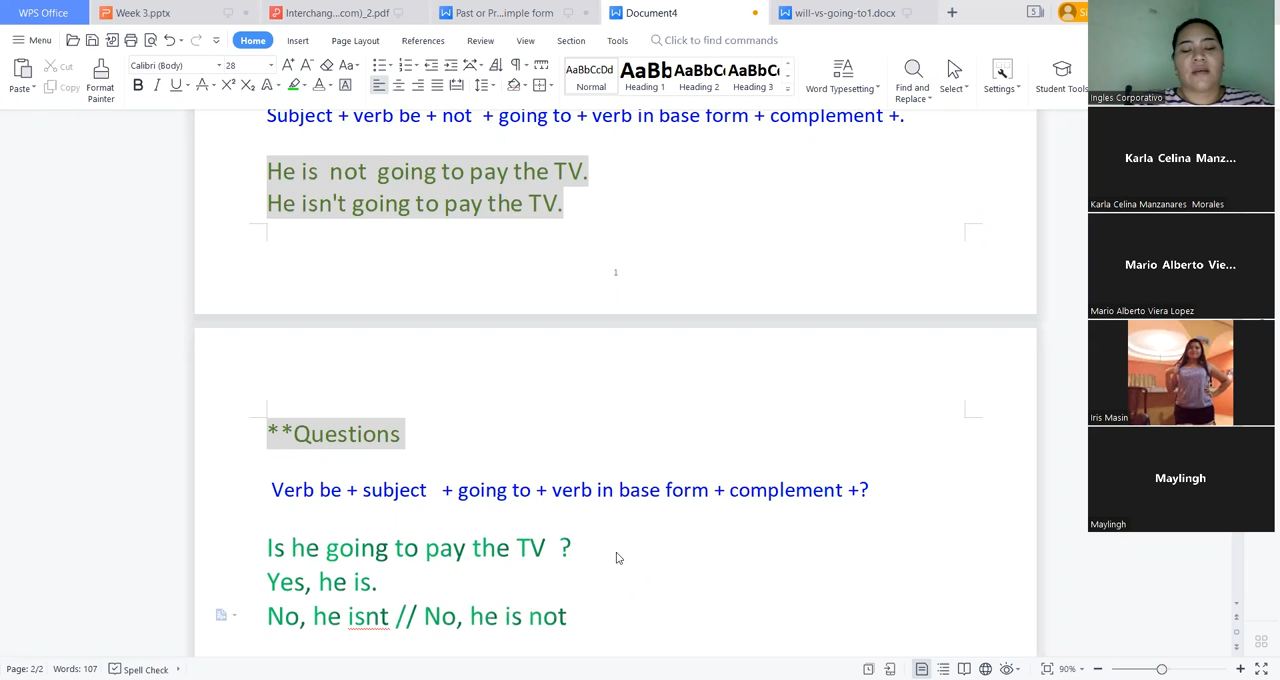 WPS Office
Week 3.pptx
Interchang...com)_2.pdf
Past or Pr...imple form
Document4
will-vs-going-to1.docx
5
Menu
Home
Insert
Page Layout
References
Review
View
Section
Tools
Click to find commands
Paste
Cut
Copy
Format
Painter
Calibri (Body)
28
AaBbCcDd
Normal
AaBb
Heading 1
AaBbC
Heading 2
AaBbC
Heading 3
Word Typesetting
Find and
Replace
Select
Settings
Student Tools
Subject + verb be + not + going to + verb in base form + complement +.
He is not going to pay the TV.
He isn't going to pay the TV.
1
**Questions
Verb be + subject + going to + verb in base form + complement +?
Is he going to pay the TV ?
Yes, he is.
No, he isnt // No, he is not
Ingles Corporativo
Karla Celina Manz...
Karla Celina Manzanares Morales
Mario Alberto Vie...
Mario Alberto Viera Lopez
Iris Masin
Maylingh
Maylingh
Page: 2/2
Words: 107
Spell Check
90%